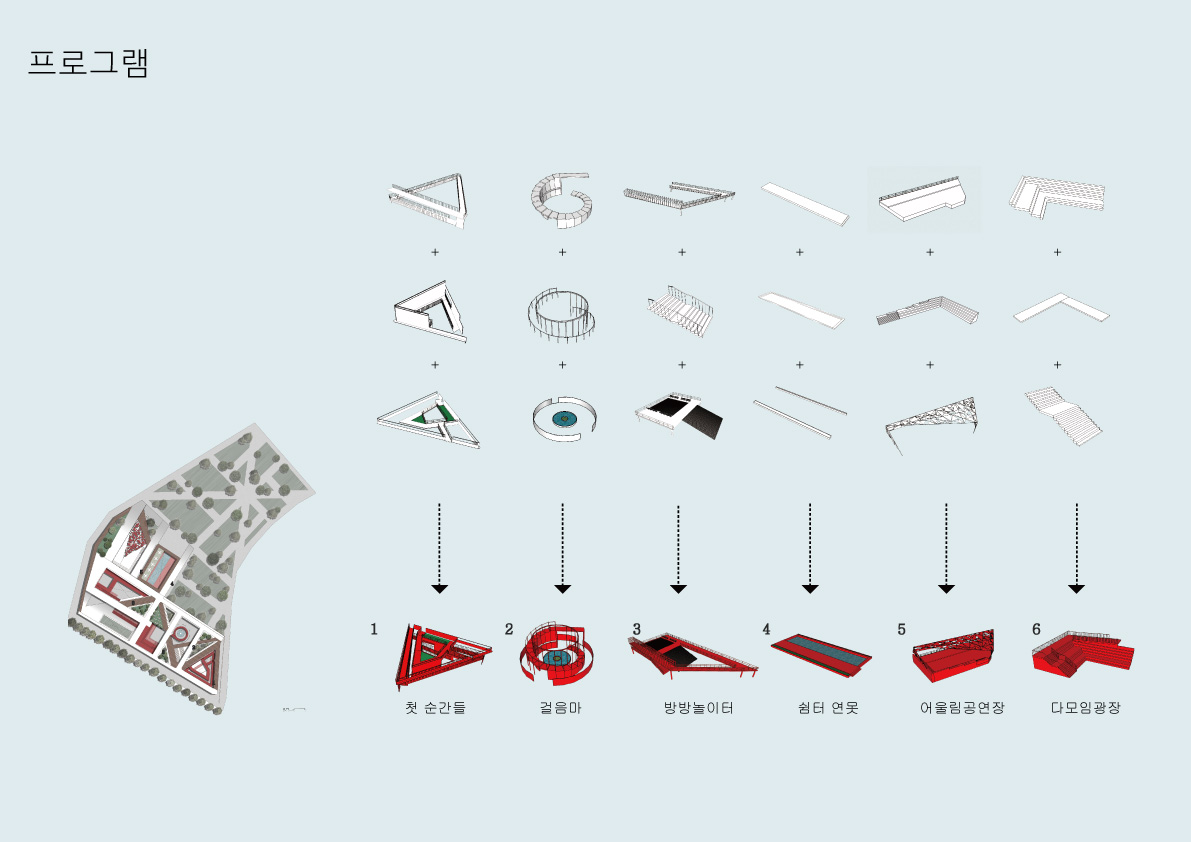 프로그램
+ + + + + +
+ + + + + +
1 2 3 4 5 6
첫 순간들 걸음마 방방놀이터 쉼터 연못 어울림공연장 다모임광장